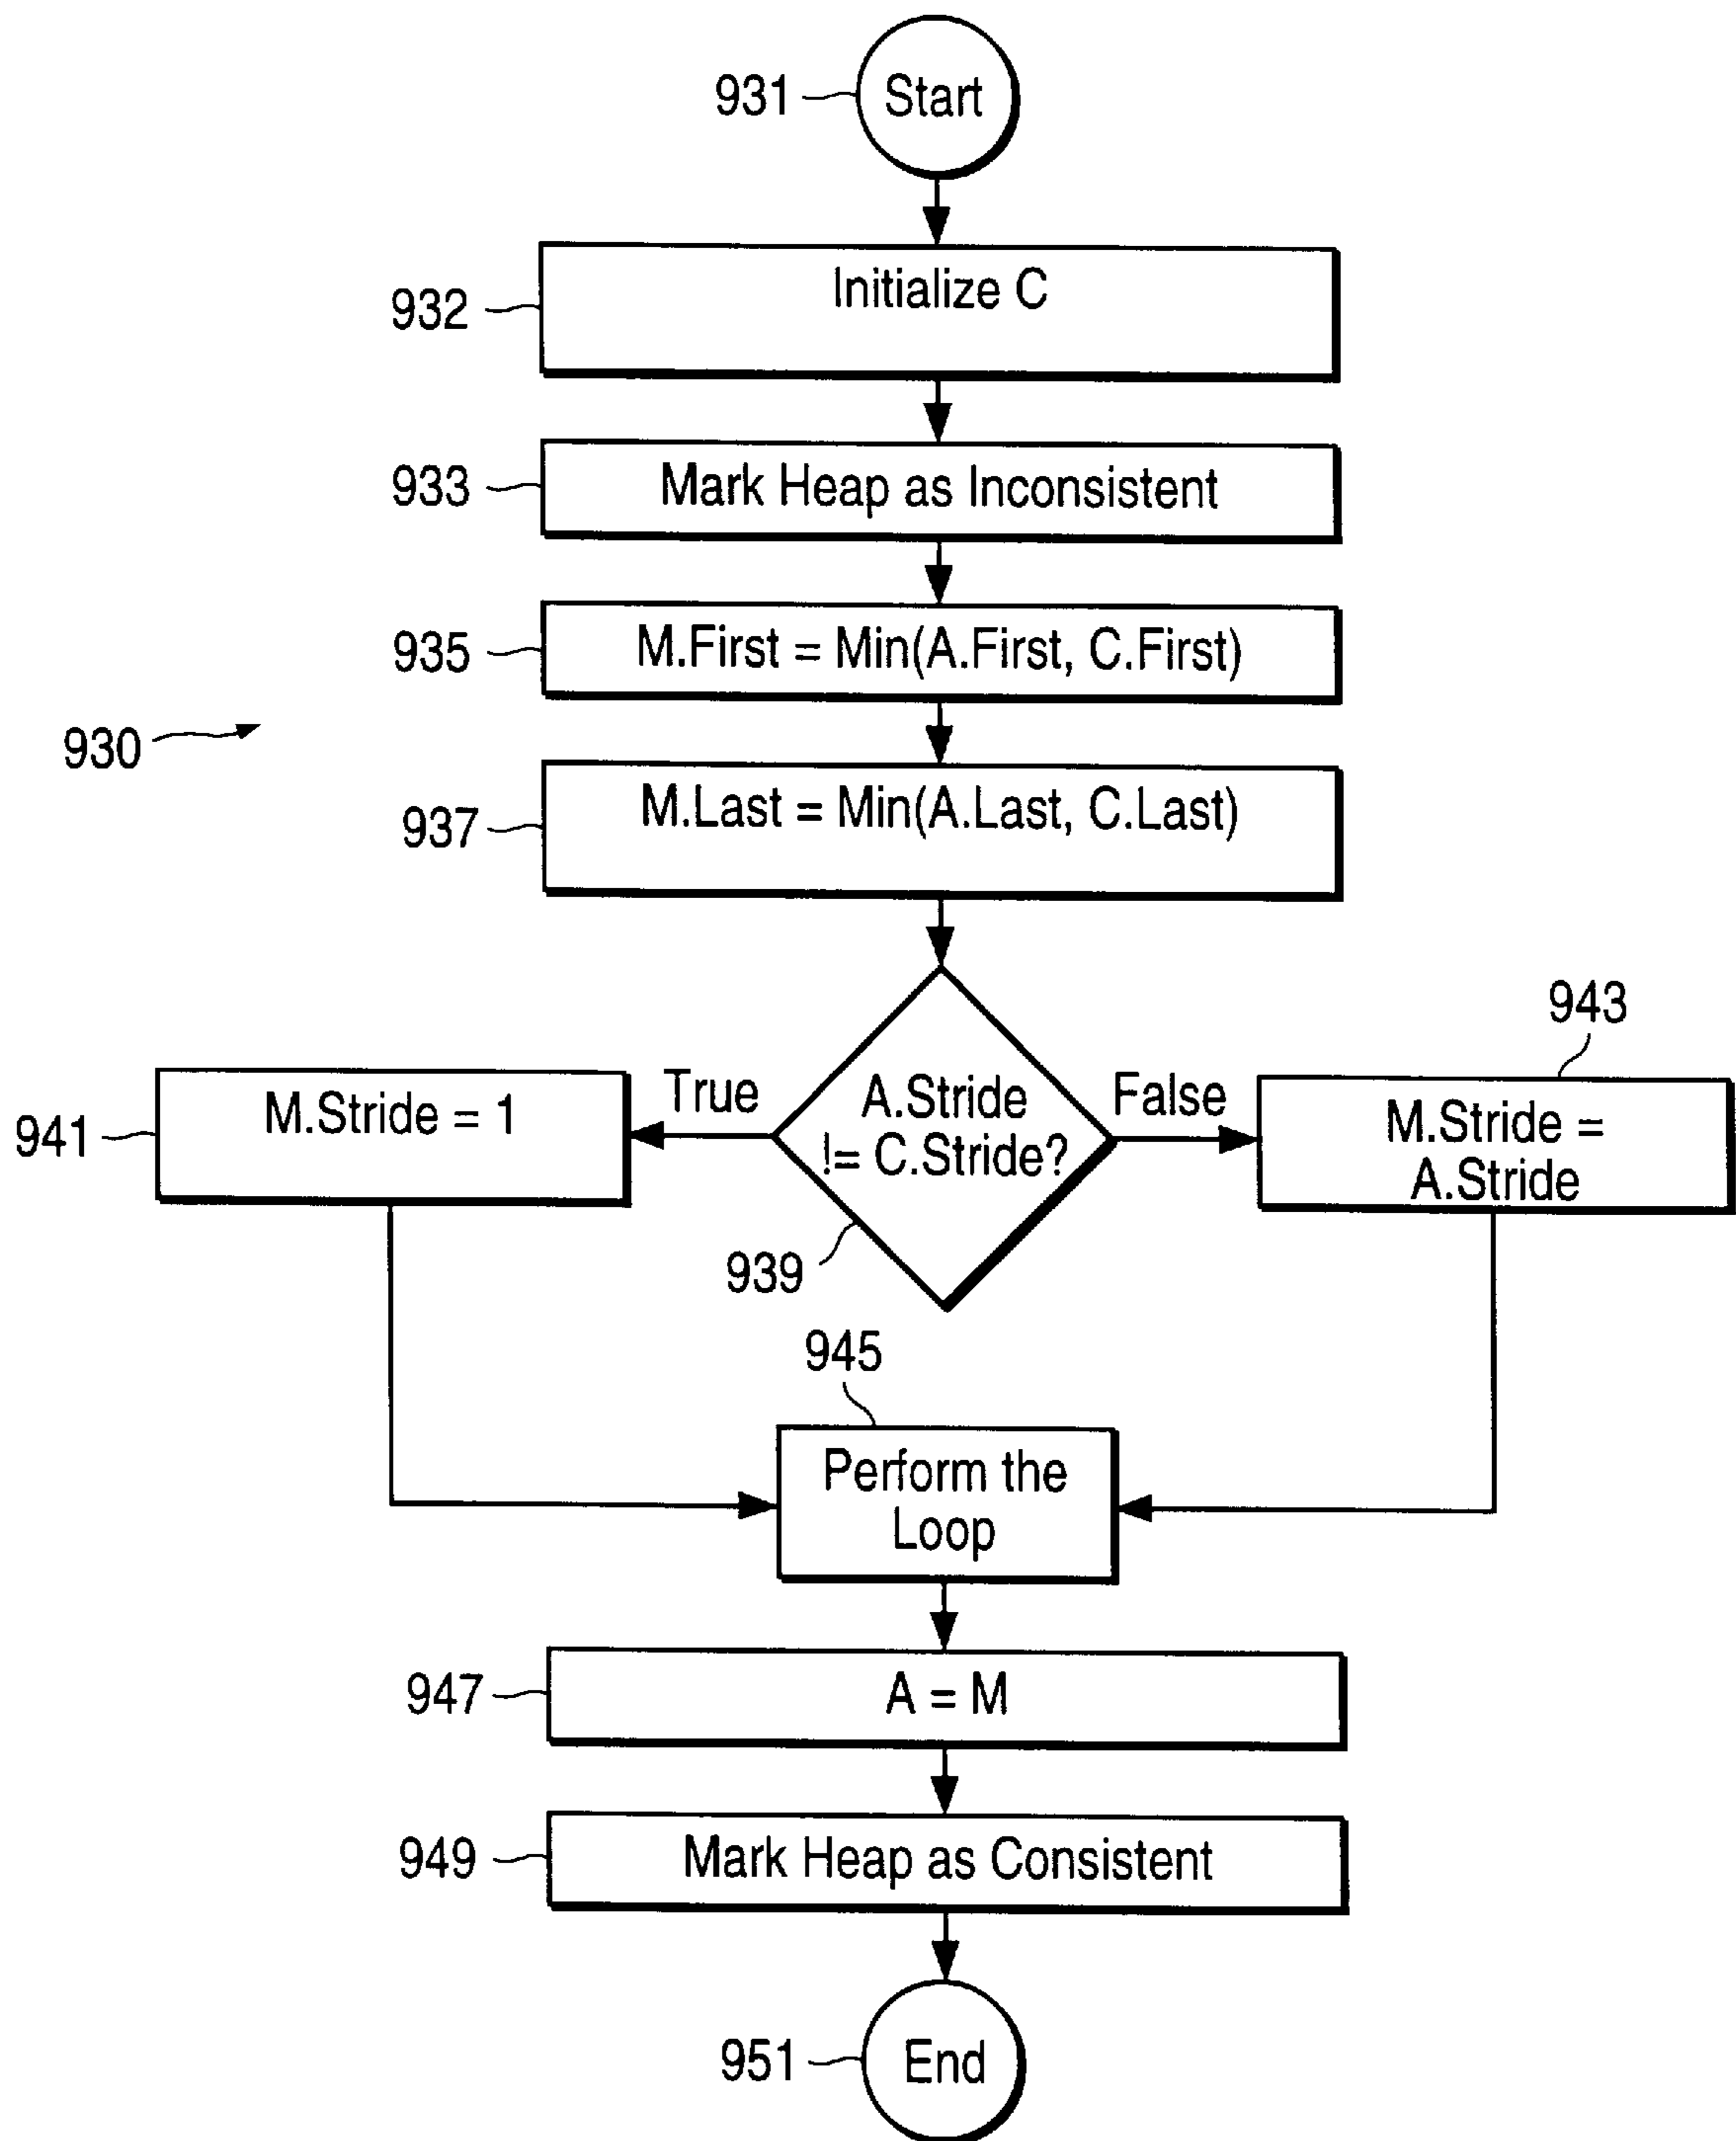 931
Start
932
Initialize C
933
Mark Heap as Inconsistent
935
M.First = Min(A.First, C.First)
930
937
M.Last = Min(A.Last, C.Last)
943
941
M.Stride = 1
True
A.Stride
!= C.Stride?
False
M.Stride =
A.Stride
939
945
Perform the
Loop
947
A = M
949
Mark Heap as Consistent
951
End